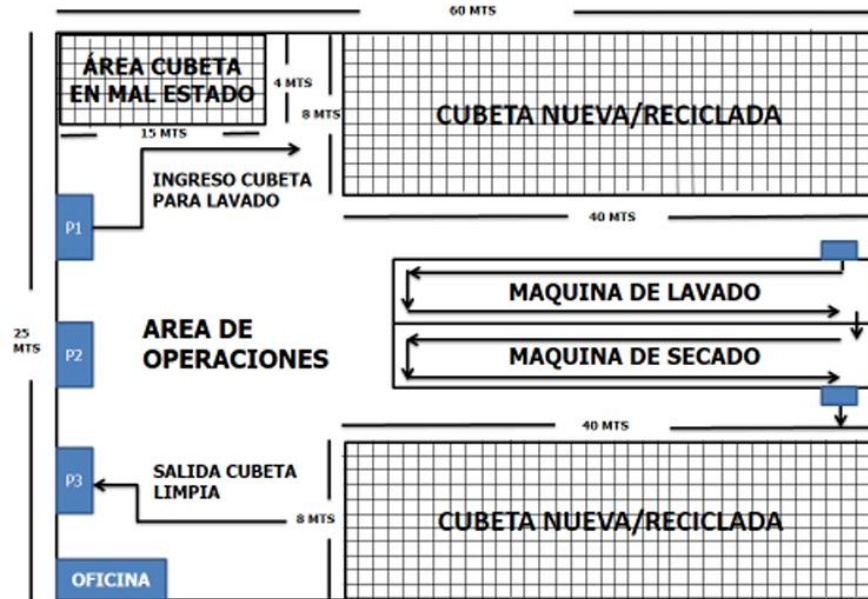 60 MTS
ÁREA CUBETA
EN MAL ESTADO
4 MTS
8 MTS
15 MTS
CUBETA NUEVA/RECICLADA
INGRESO CUBETA
PARA LAVADO
P1
40 MTS
MAQUINA DE LAVADO
25
MTS
P2
AREA DE
OPERACIONES
MAQUINA DE SECADO
40 MTS
P3
SALIDA CUBETA
LIMPIA
8 MTS
CUBETA NUEVA/RECICLADA
OFICINA